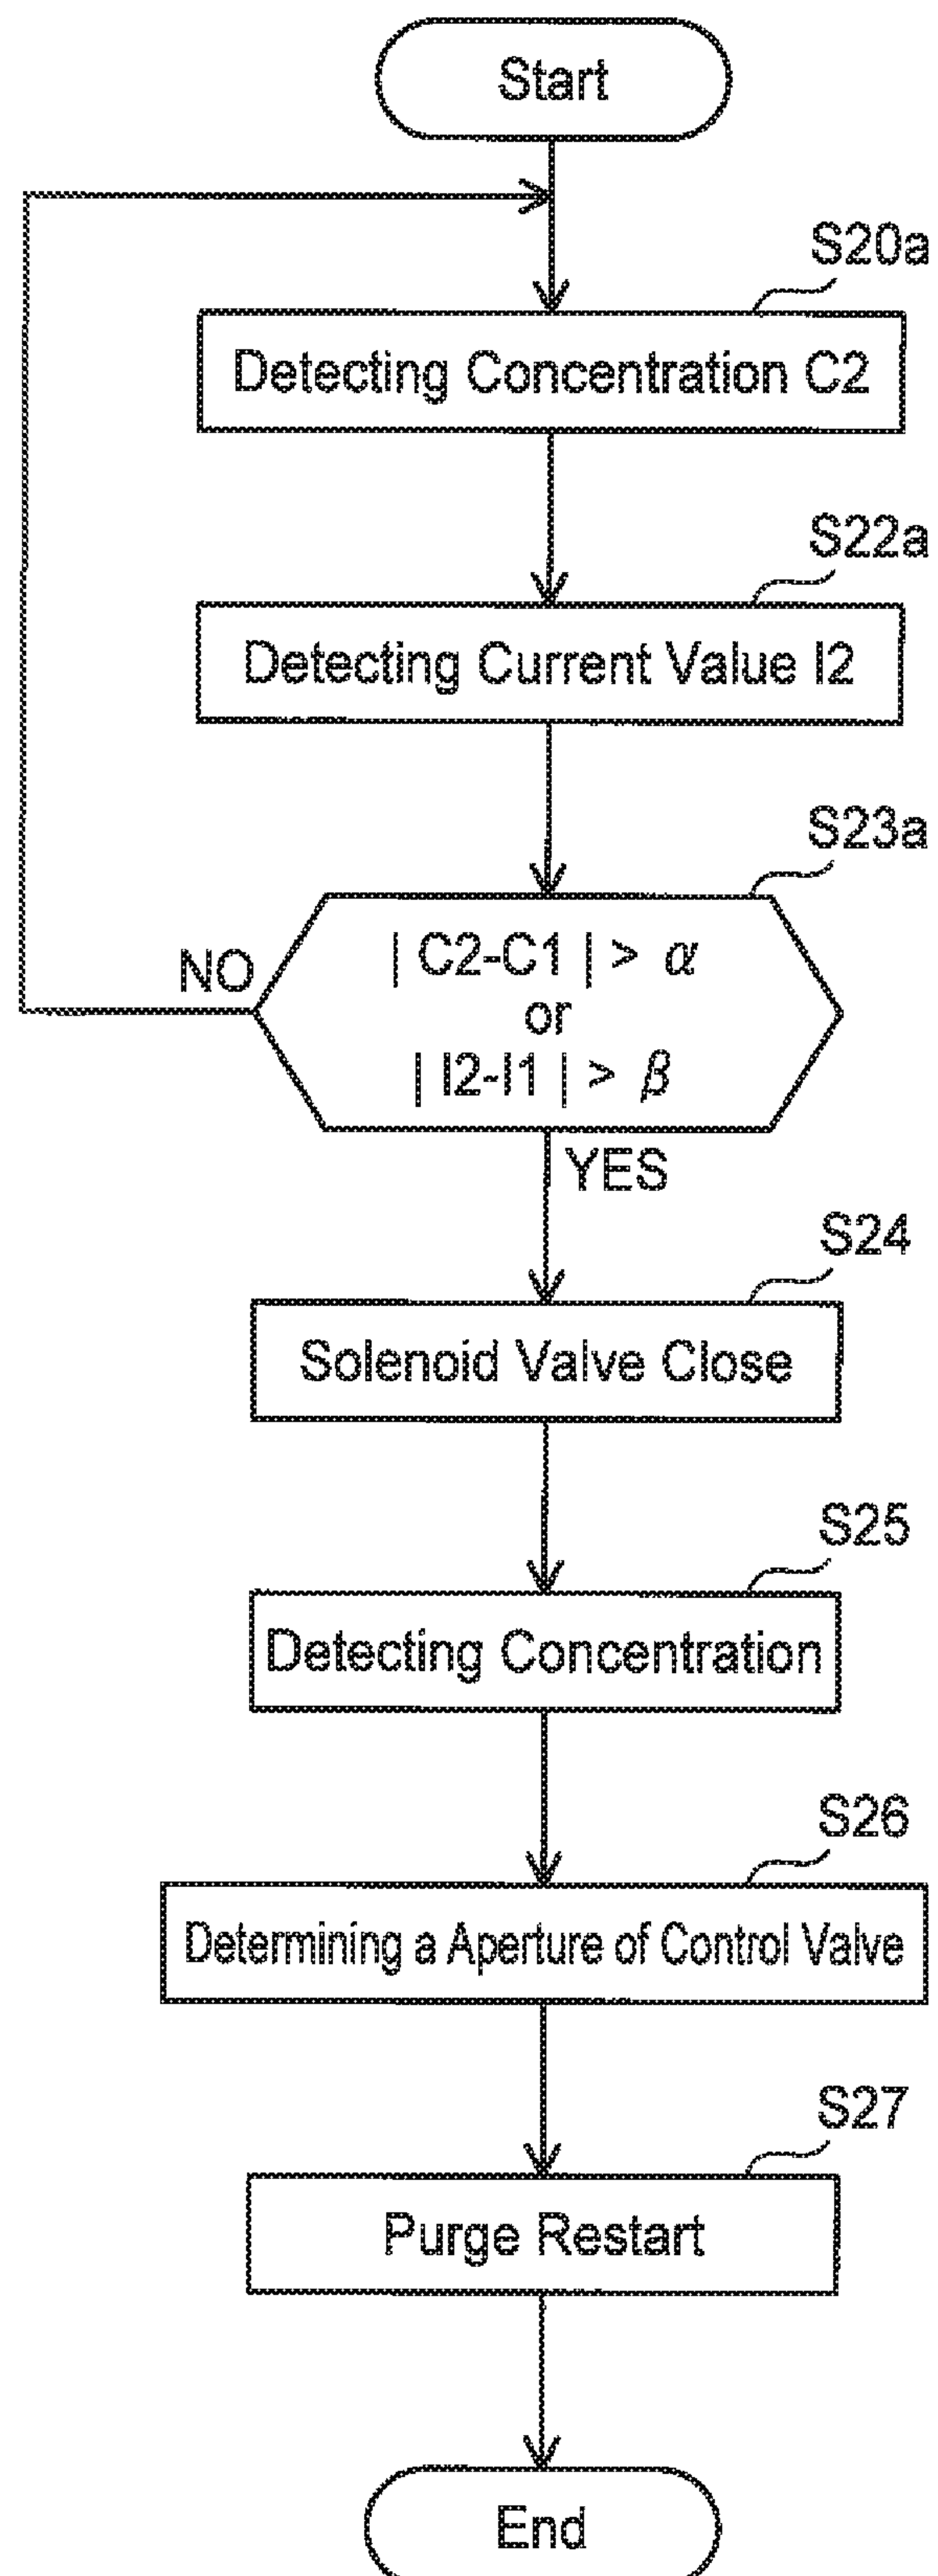 Start
S20a
Detecting Concentration C2
S22a
Detecting Current Value I2
S23a
| C2-C1 | > α
or
| I2-I1 | > β
NO
YES
S24
Solenoid Valve Close
S25
Detecting Concentration
S26
Determining a Aperture of Control Valve
S27
Purge Restart
End